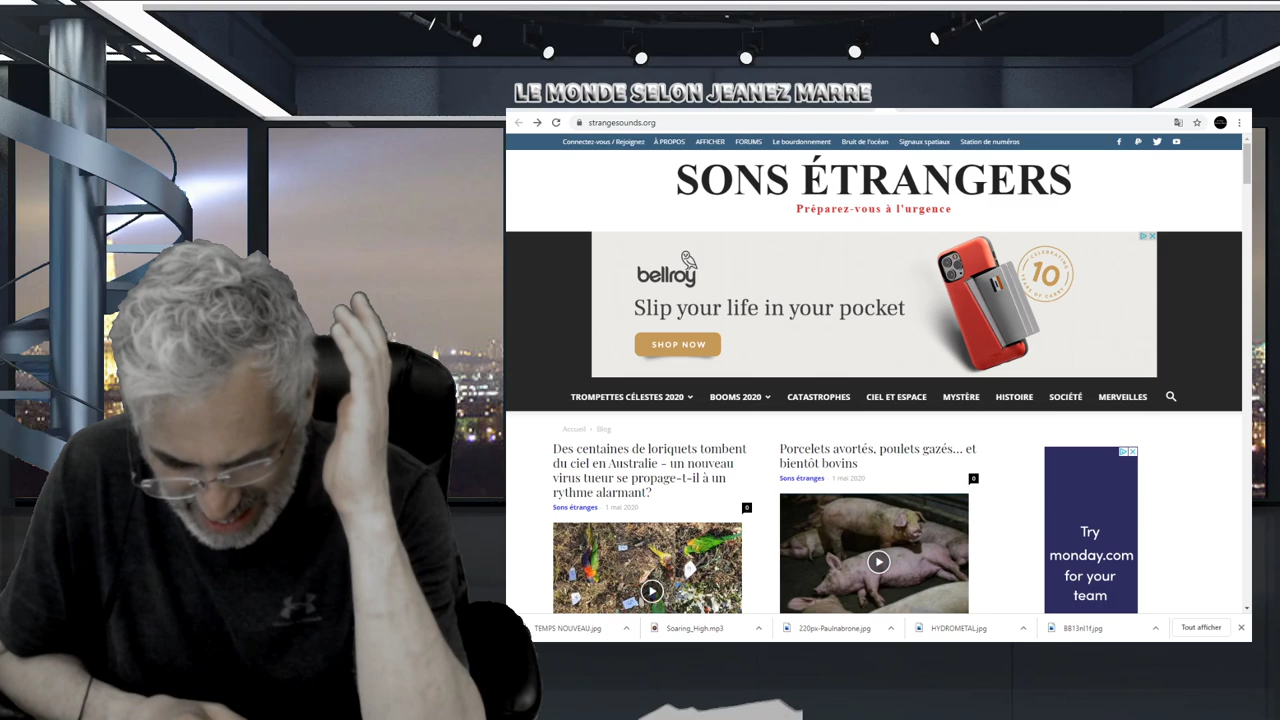 LE MONDE SELON JEANEZ MARRE
strangesounds.org
Connectez-vous / Rejoignez À PROPOS AFFICHER FORUMS Le bourdonnement Bruit de l'océan Signaux spatiaux Station de numéros
SONS ÉTRANGERS
Préparez-vous à l'urgence
bellroy
Slip your life in your pocket
SHOP NOW
10
TROMPETTES CÉLESTES 2020 BOOMS 2020 CATASTROPHES CIEL ET ESPACE MYSTÈRE HISTOIRE SOCIÉTÉ MERVEILLES
Accueil › Blog
Des centaines de loriquets tombent
du ciel en Australie - un nouveau
virus tueur se propage-t-il à un
rythme alarmant?
Sons étranges - 1 mai 2020 0
Porcelets avortés, poulets gazés... et
bientôt bovins
Sons étranges - 1 mai 2020 0
Try
monday.com
for your
team
TEMPS NOUVEAU.jpg Soaring_High.mp3 220px-Paulnabrone.jpg HYDROMETAL.jpg BB13nl1f.jpg Tout afficher